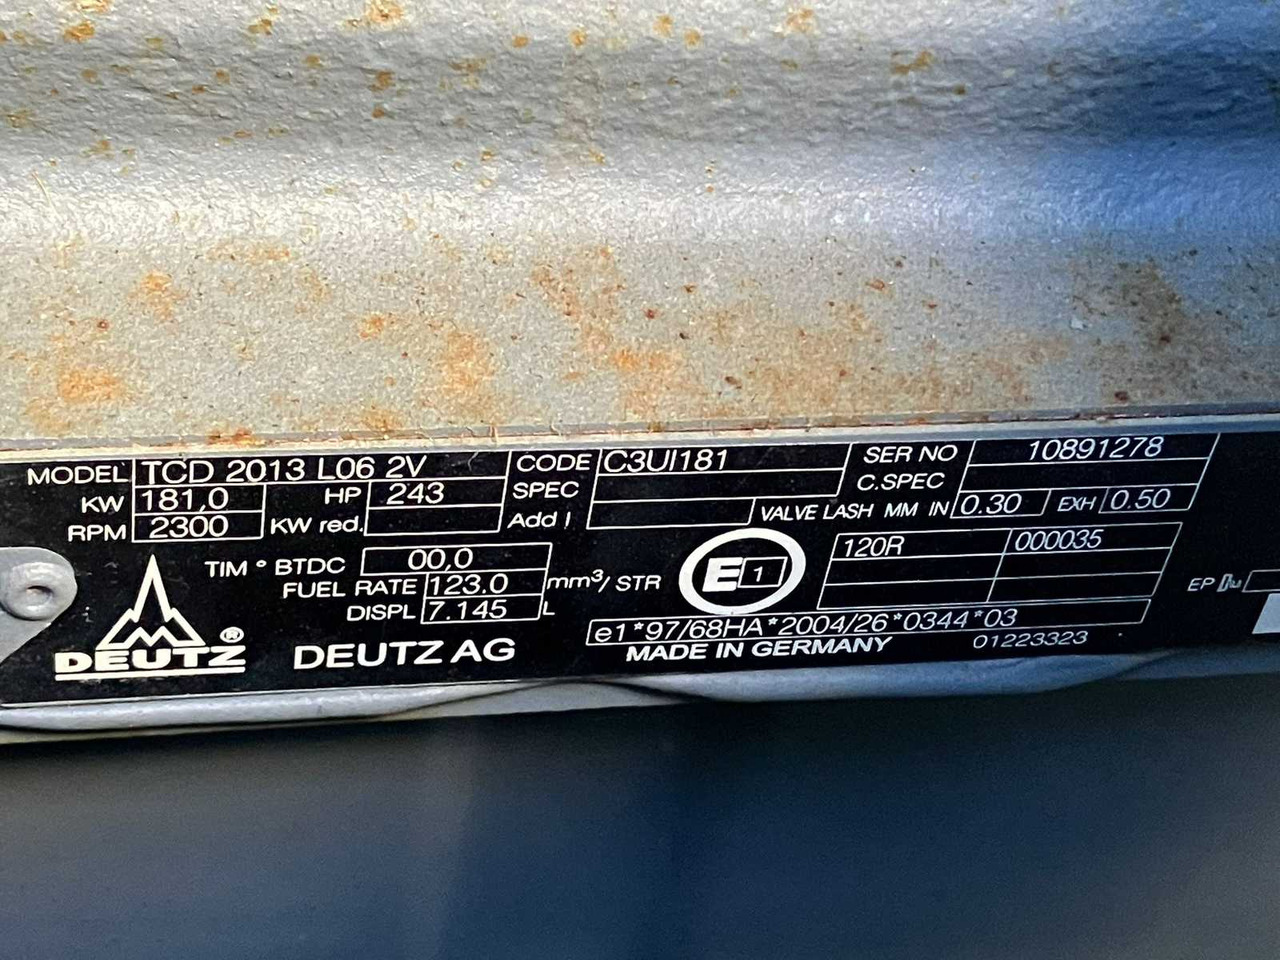 MODEL TCD 2013 L06 2V CODE C3UI181 SER NO 10891278
KW 181,0 HP 243 SPEC C.SPEC
RPM 2300 KW red. Add I VALVE LASH MM IN 0.30 EXH 0.50
TIM ° BTDC 00,0 120R 000035
FUEL RATE 123.0 mm³/ STR E 1 EP
DISPL 7.145 L
e1*97/68HA*2004/26*0344*03
DEUTZ ® DEUTZ AG MADE IN GERMANY 01223323